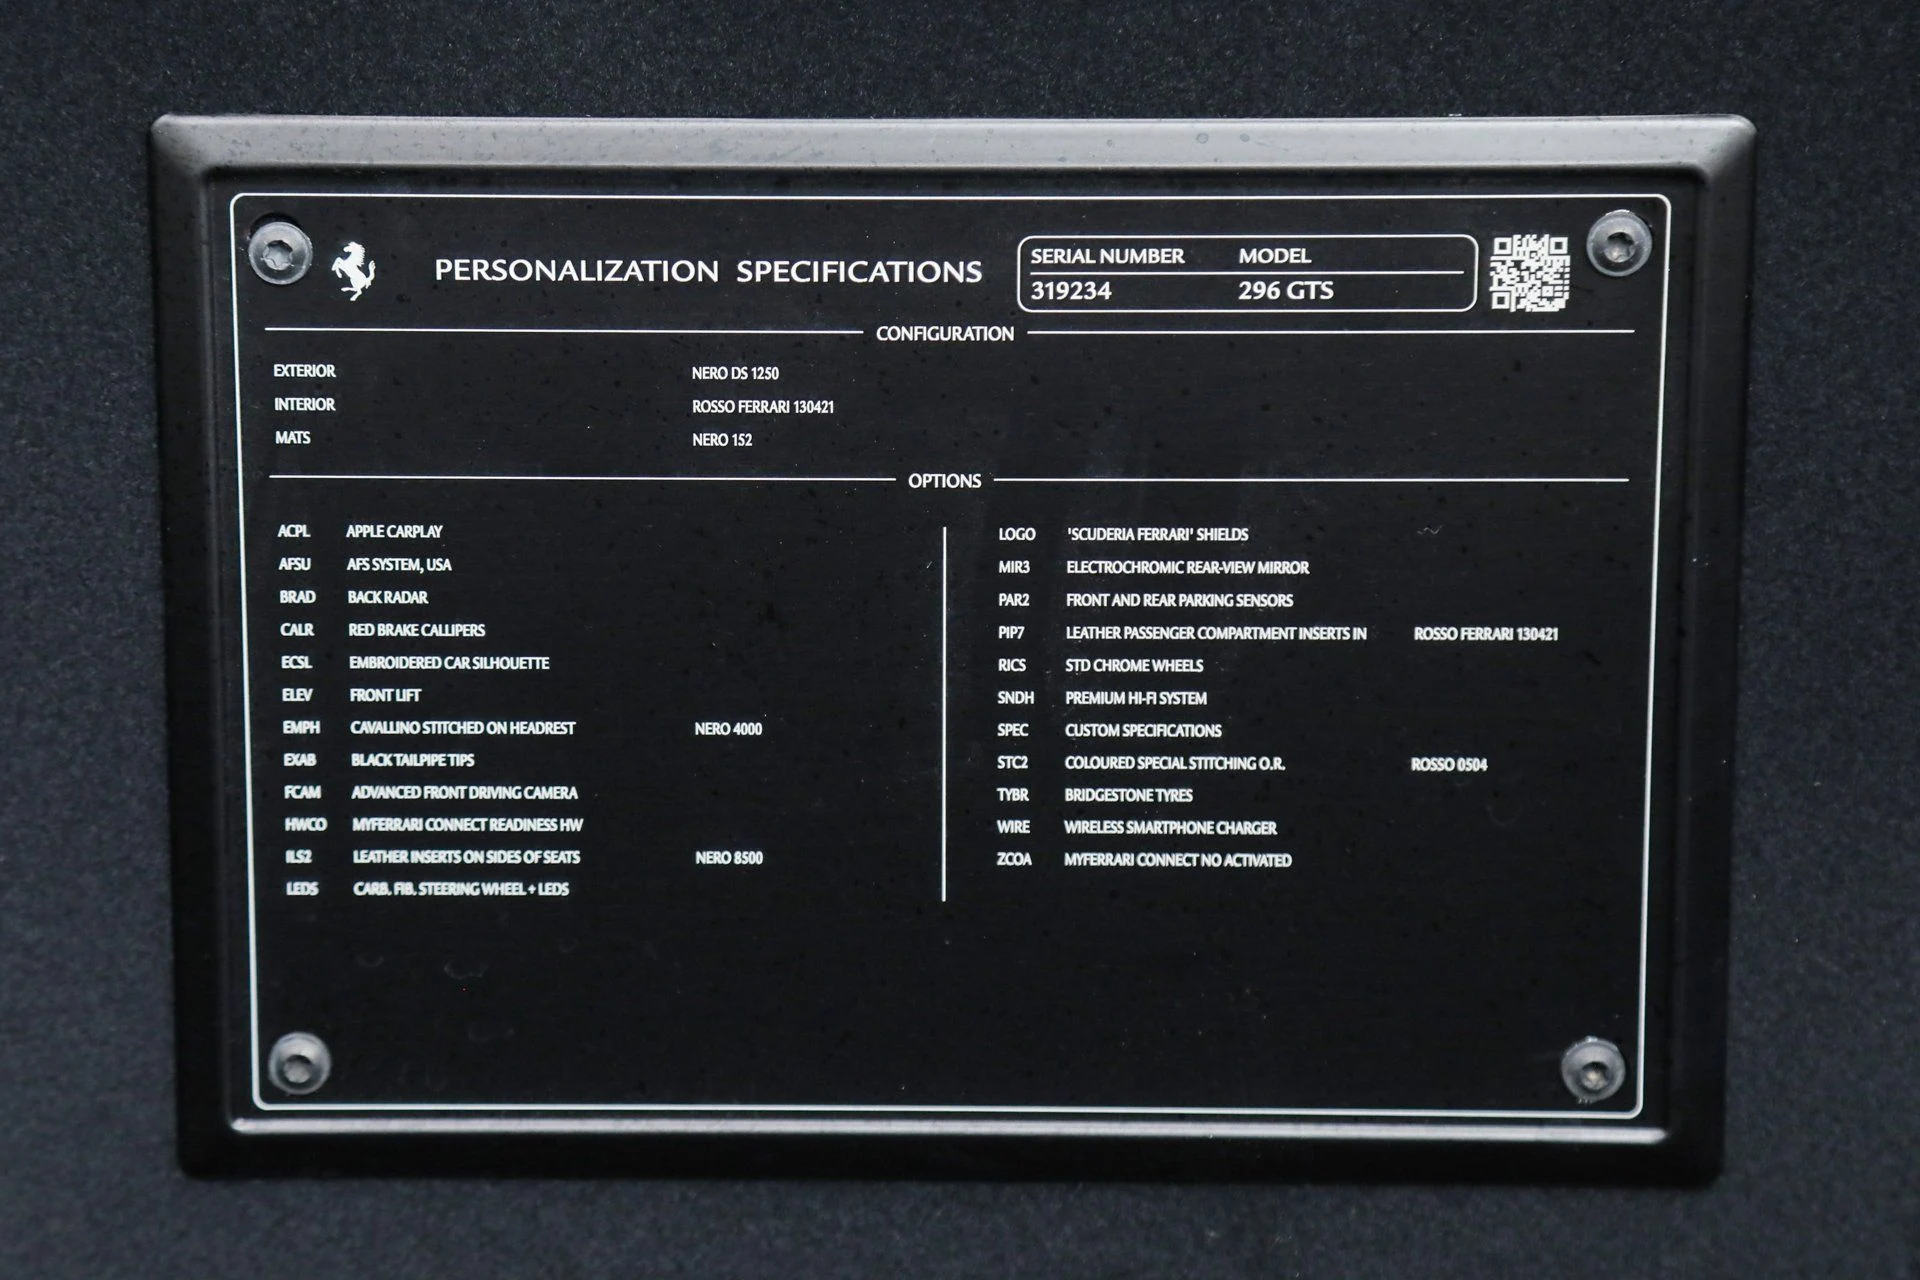 PERSONALIZATION SPECIFICATIONS
SERIAL NUMBER MODEL
319234 296 GTS
CONFIGURATION
EXTERIOR NERO DS 1250
INTERIOR ROSSO FERRARI 130421
MATS NERO 152
OPTIONS
ACPL APPLE CARPLAY
AFSU AFS SYSTEM, USA
BRAD BACK RADAR
CALR RED BRAKE CALLIPERS
ECSL EMBROIDERED CAR SILHOUETTE
ELEV FRONT LIFT
EMPH CAVALLINO STITCHED ON HEADREST NERO 4000
EXAB BLACK TAILPIPE TIPS
FCAM ADVANCED FRONT DRIVING CAMERA
HWCO MYFERRARI CONNECT READINESS HW
ILS2 LEATHER INSERTS ON SIDES OF SEATS NERO 8500
LEDS CARB. FIB. STEERING WHEEL + LEDS
LOGO 'SCUDERIA FERRARI' SHIELDS
MIR3 ELECTROCHROMIC REAR-VIEW MIRROR
PAR2 FRONT AND REAR PARKING SENSORS
PIP7 LEATHER PASSENGER COMPARTMENT INSERTS IN ROSSO FERRARI 130421
RICS STD CHROME WHEELS
SNDH PREMIUM HI-FI SYSTEM
SPEC CUSTOM SPECIFICATIONS
STC2 COLOURED SPECIAL STITCHING O.R. ROSSO 0504
TYBR BRIDGESTONE TYRES
WIRE WIRELESS SMARTPHONE CHARGER
ZCOA MYFERRARI CONNECT NO ACTIVATED